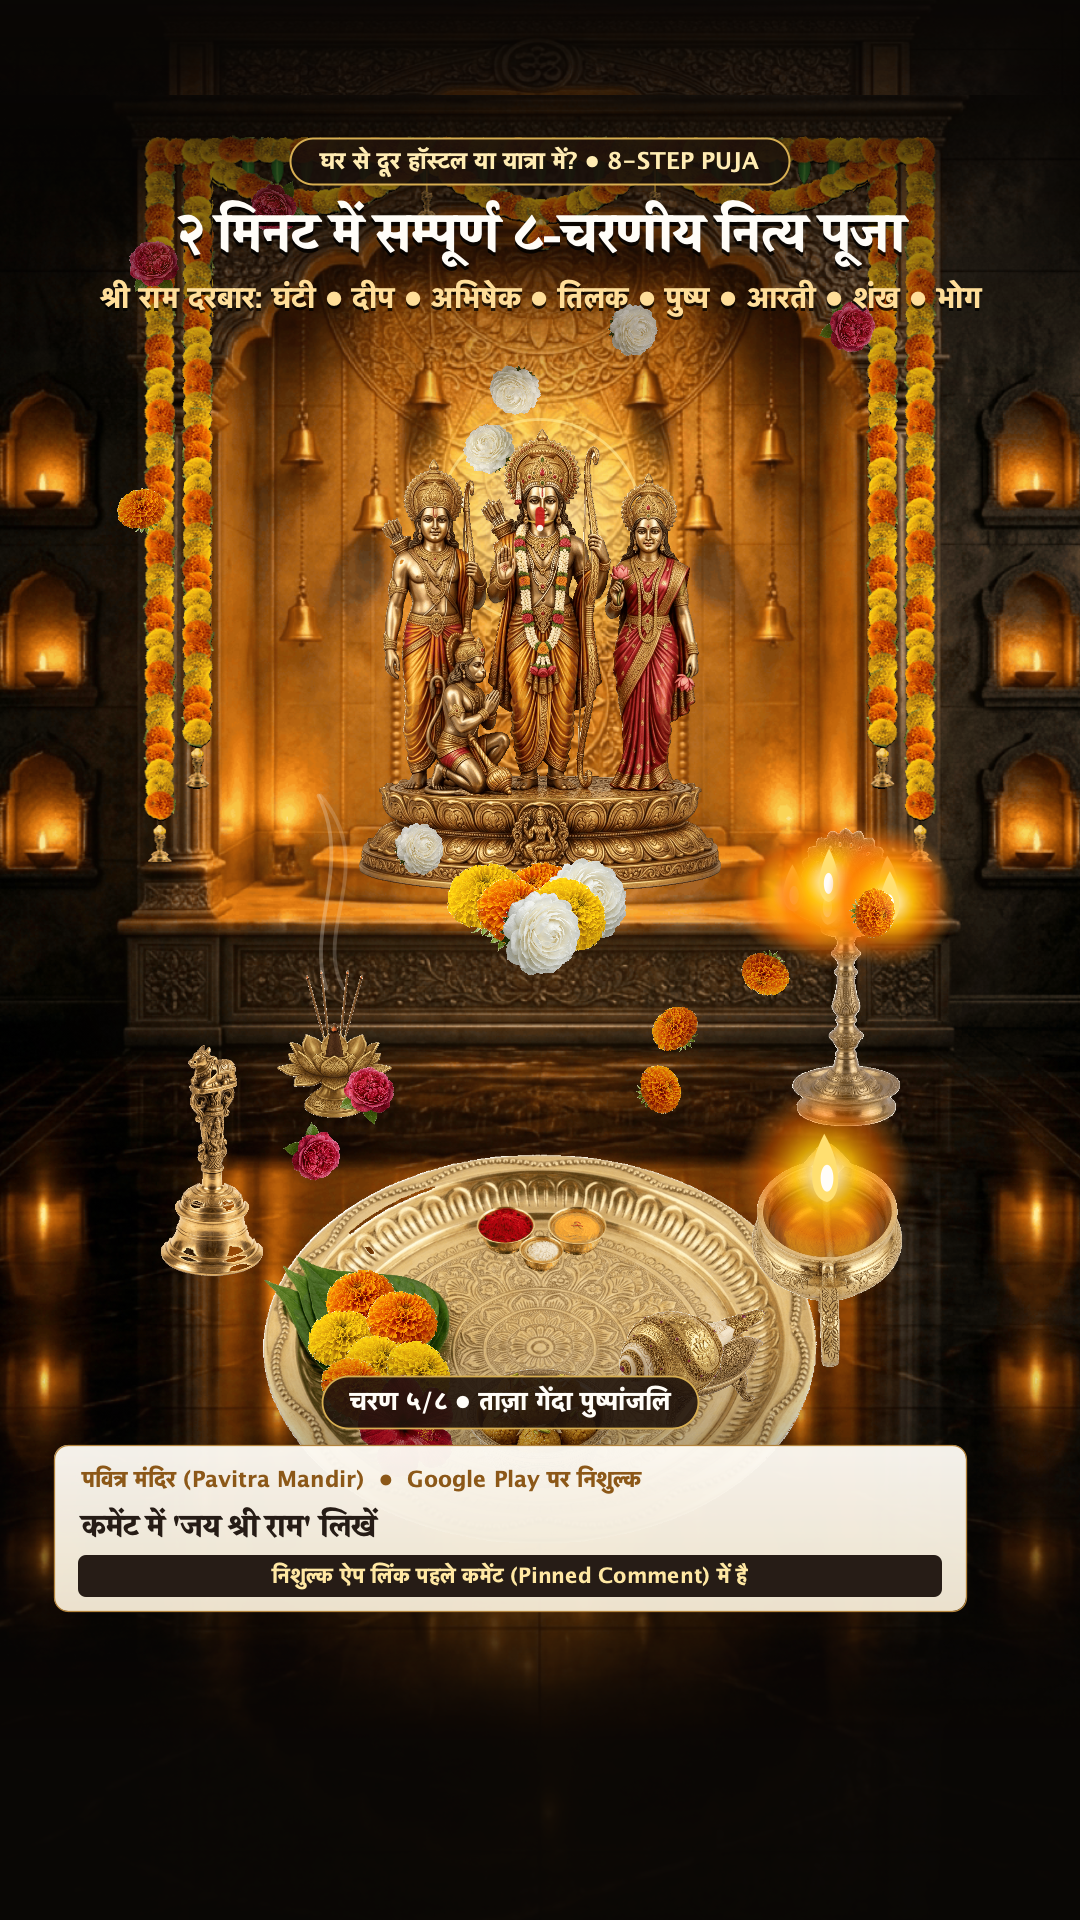 घर से दूर हॉस्टल या यात्रा में? ● 8-STEP PUJA
२ मिनट में सम्पूर्ण ८-चरणीय नित्य पूजा
श्री राम दरबार: घंटी ● दीप ● अभिषेक ● तिलक ● पुष्प ● आरती ● शंख ● भोग
चरण ५/८ ● ताज़ा गेंदा पुष्पांजलि
पवित्र मंदिर (Pavitra Mandir) ● Google Play पर निशुल्क
कमेंट में 'जय श्री राम' लिखें
निशुल्क ऐप लिंक पहले कमेंट (Pinned Comment) में है